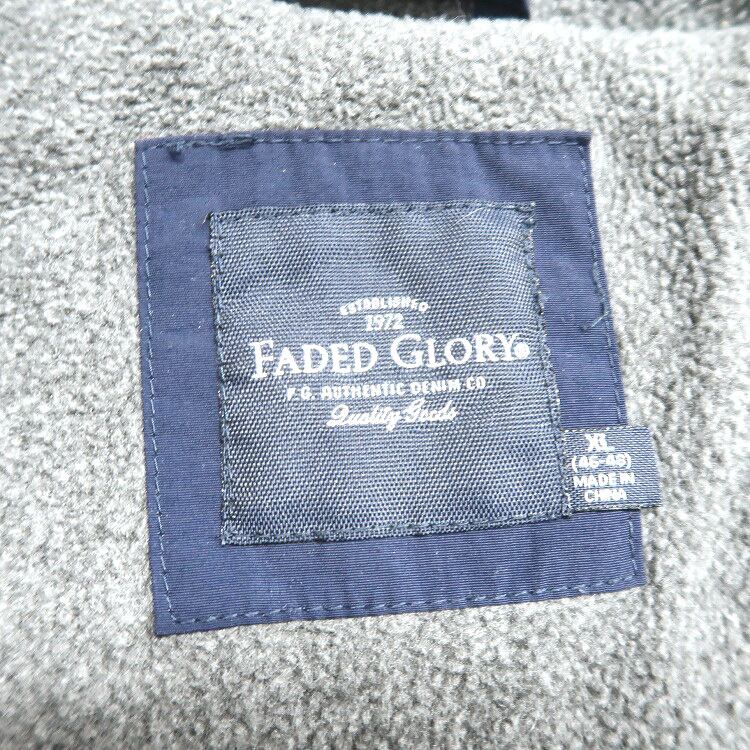 ESTABLISHED
1972
FADED GLORY®
F.G. AUTHENTIC DENIM CO
Quality Goods
XL
(46-48)
MADE IN
CHINA